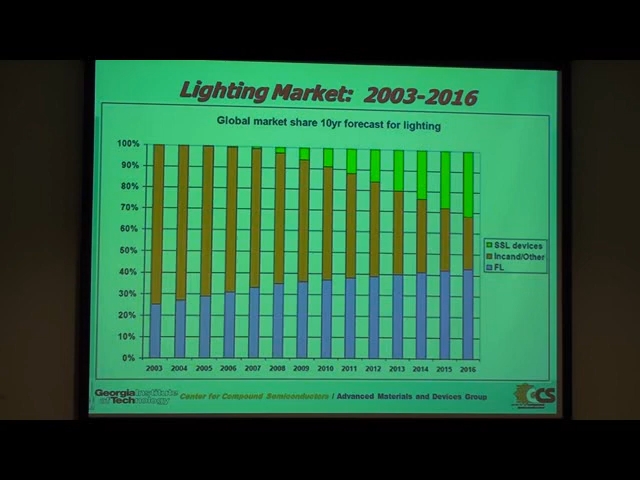 Lighting Market: 2003-2016
Global market share 10yr forecast for lighting
100%
90%
80%
70%
60%
50%
40%
30%
20%
10%
0%
2003 2004 2005 2006 2007 2008 2009 2010 2011 2012 2013 2014 2015 2016
SSL devices
Incand/Other
FL
Georgia Institute of Technology
Center for Compound Semiconductors / Advanced Materials and Devices Group
CS